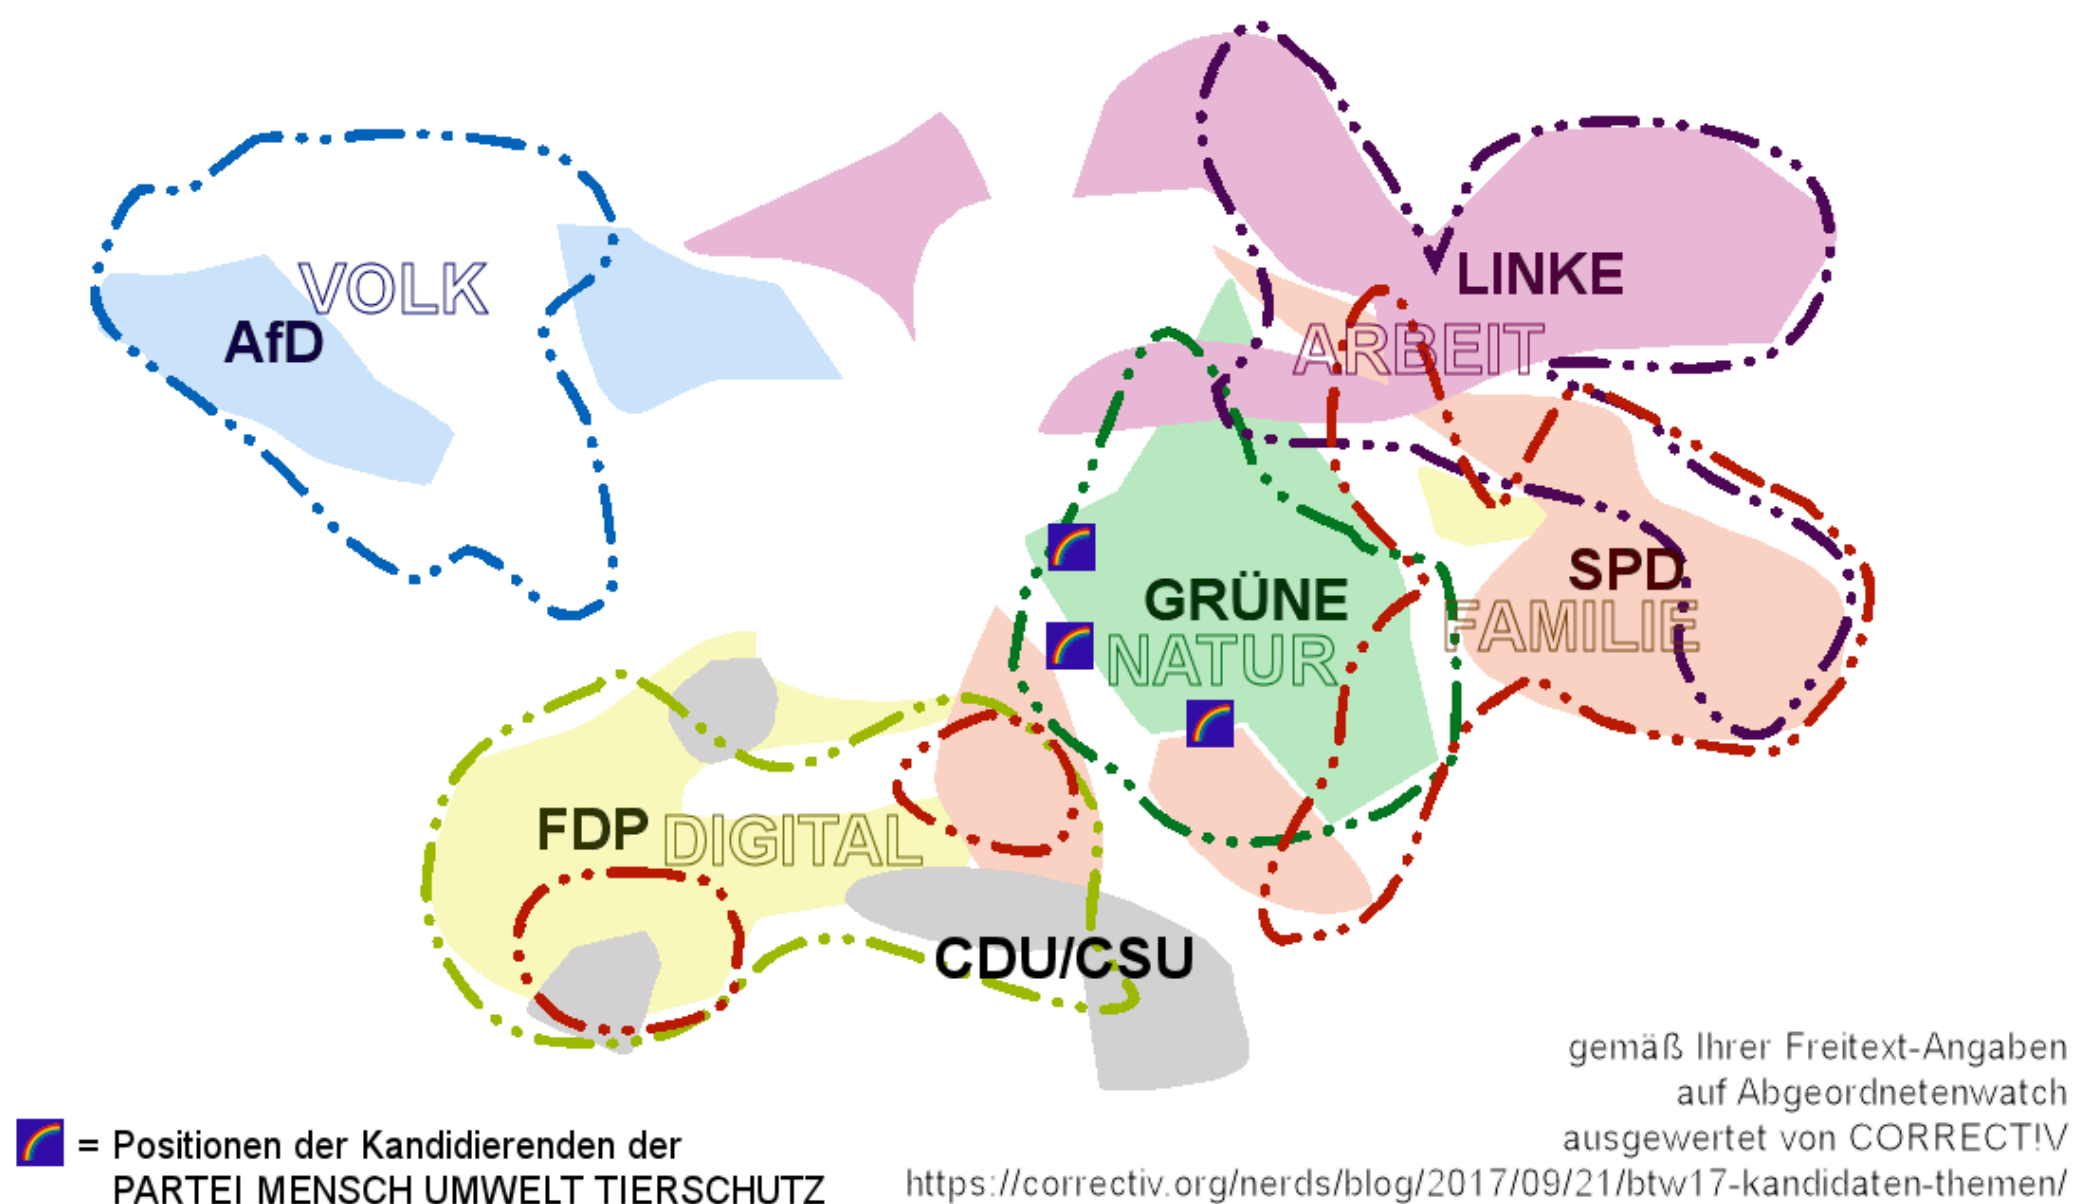 LINKE
VOLK
AfD
ARBEIT
SPD
GRÜNE
FAMILIE
NATUR
FDP
DIGITAL
CDU/CSU
gemäß Ihrer Freitext-Angaben
auf Abgeordnetenwatch
ausgewertet von CORRECT!V
https://correctiv.org/nerds/blog/2017/09/21/btw17-kandidaten-themen/
= Positionen der Kandidierenden der
PARTEI MENSCH UMWELT TIERSCHUTZ